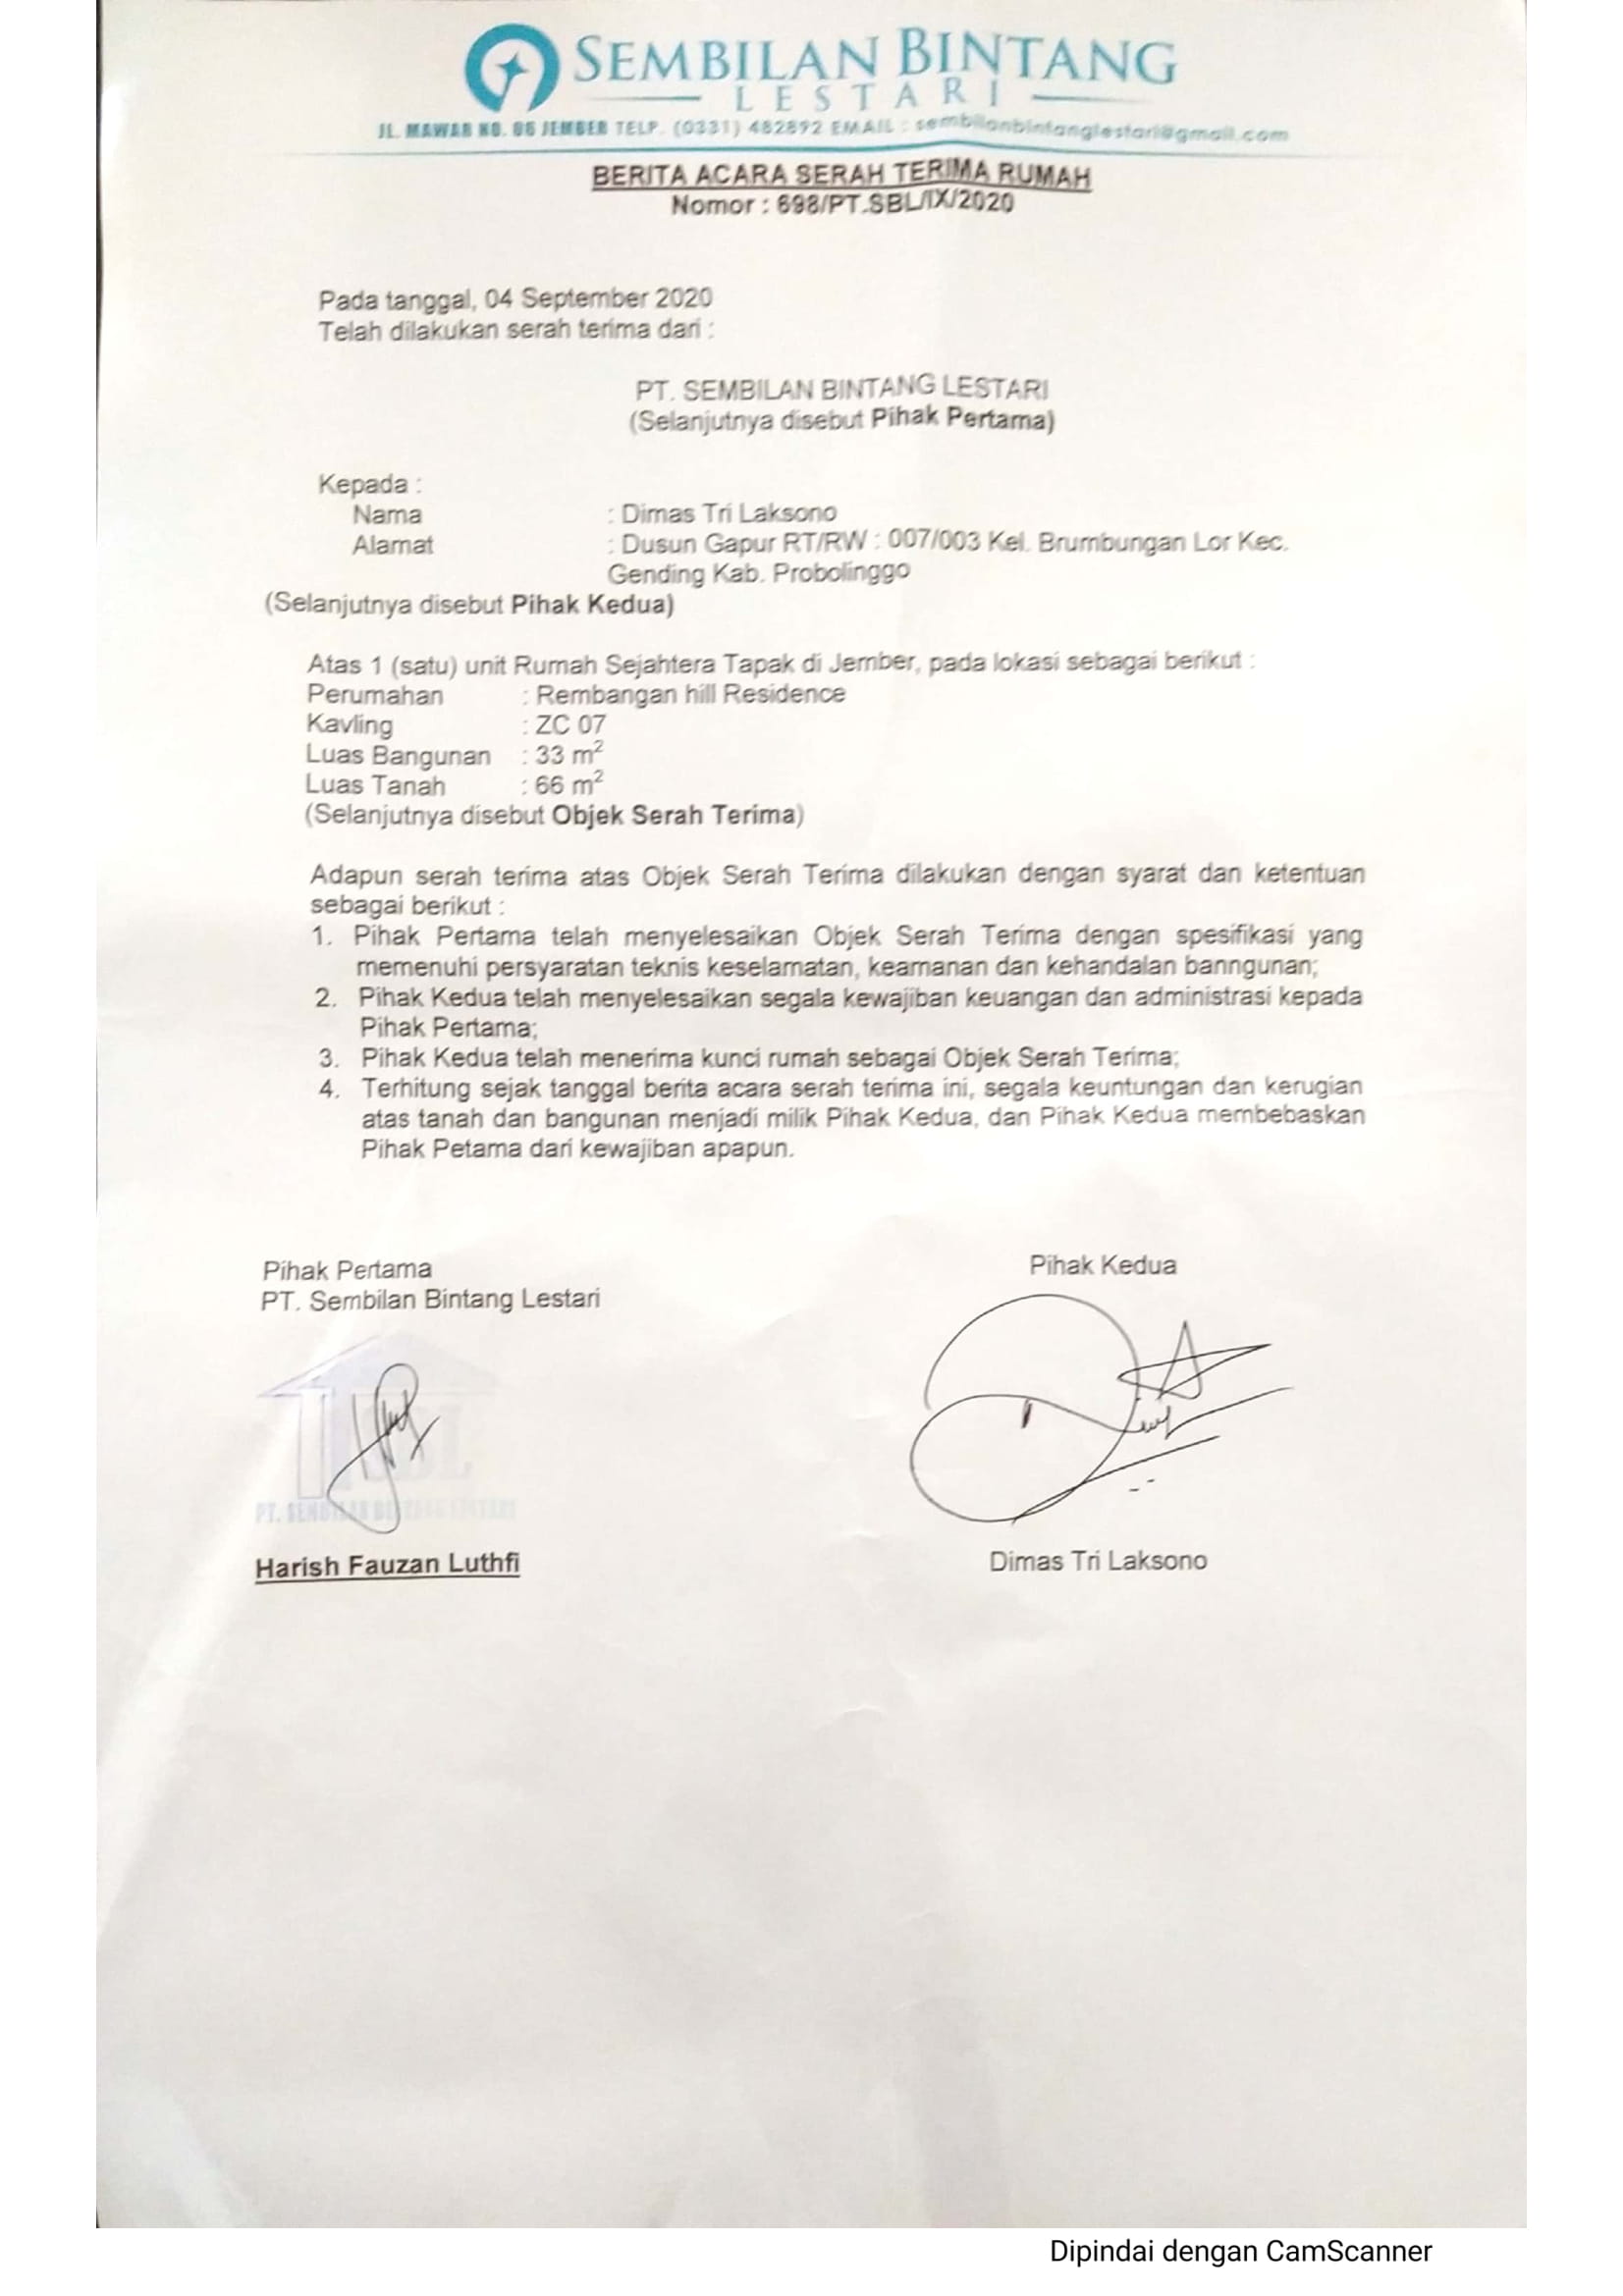 SEMBILAN BINTANG
LESTARI
JL. MAWAR NO. 06 JEMBER TELP. (0331) 482892 EMAIL : sembilanbintanglestari@gmail.com
BERITA ACARA SERAH TERIMA RUMAH
Nomor : 698/PT.SBL/IX/2020
Pada tanggal, 04 September 2020
Telah dilakukan serah terima dari :
PT. SEMBILAN BINTANG LESTARI
(Selanjutnya disebut Pihak Pertama)
Kepada :
Nama : Dimas Tri Laksono
Alamat : Dusun Gapur RT/RW : 007/003 Kel. Brumbungan Lor Kec.
Gending Kab. Probolinggo
(Selanjutnya disebut Pihak Kedua)
Atas 1 (satu) unit Rumah Sejahtera Tapak di Jember, pada lokasi sebagai berikut :
Perumahan : Rembangan hill Residence
Kavling : ZC 07
Luas Bangunan : 33 m²
Luas Tanah : 66 m²
(Selanjutnya disebut Objek Serah Terima)
Adapun serah terima atas Objek Serah Terima dilakukan dengan syarat dan ketentuan
sebagai berikut :
1. Pihak Pertama telah menyelesaikan Objek Serah Terima dengan spesifikasi yang
memenuhi persyaratan teknis keselamatan, keamanan dan kehandalan banngunan;
2. Pihak Kedua telah menyelesaikan segala kewajiban keuangan dan administrasi kepada
Pihak Pertama;
3. Pihak Kedua telah menerima kunci rumah sebagai Objek Serah Terima;
4. Terhitung sejak tanggal berita acara serah terima ini, segala keuntungan dan kerugian
atas tanah dan bangunan menjadi milik Pihak Kedua, dan Pihak Kedua membebaskan
Pihak Petama dari kewajiban apapun.
Pihak Pertama
PT. Sembilan Bintang Lestari
Pihak Kedua
SBL
PT. SEMBILAN BINTANG LESTARI
Harish Fauzan Luthfi
Dimas Tri Laksono
Dipindai dengan CamScanner